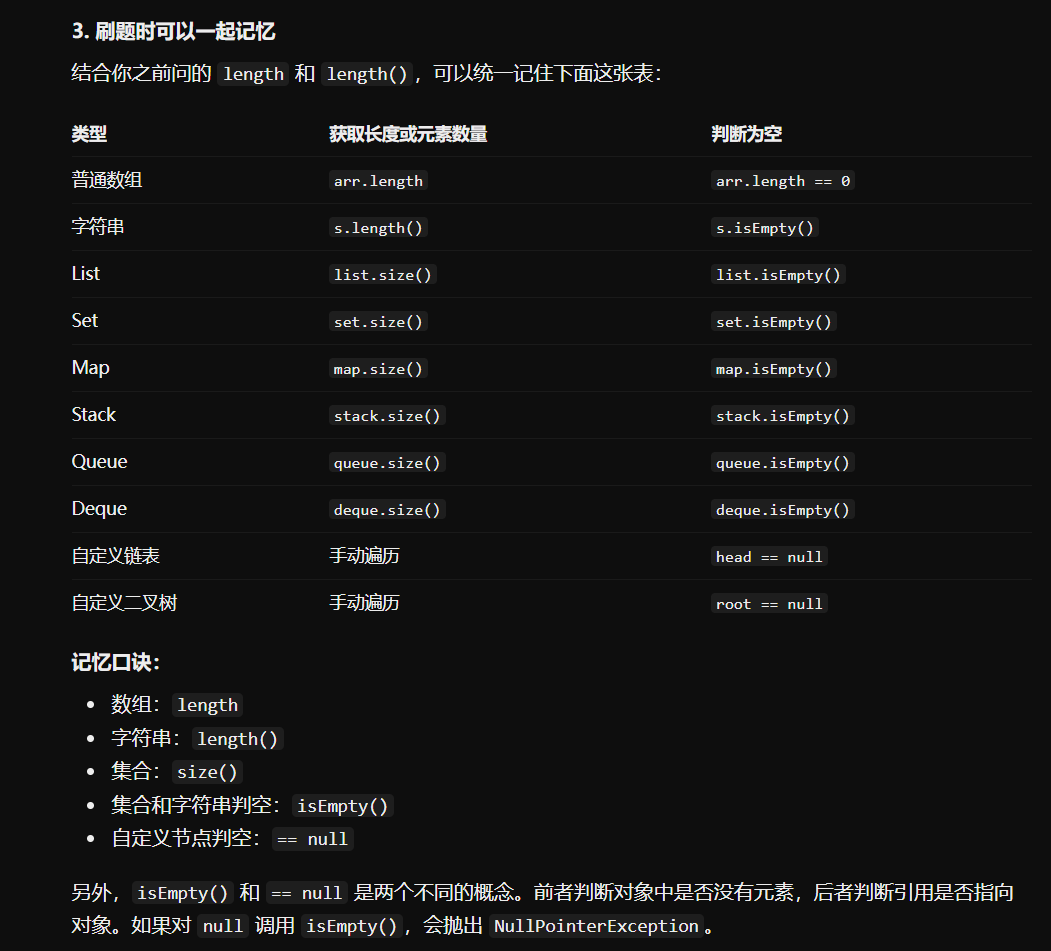 3. 刷题时可以一起记忆
结合你之前问的 length 和 length()，可以统一记住下面这张表：
类型 获取长度或元素数量 判断为空
普通数组 arr.length arr.length == 0
字符串 s.length() s.isEmpty()
List list.size() list.isEmpty()
Set set.size() set.isEmpty()
Map map.size() map.isEmpty()
Stack stack.size() stack.isEmpty()
Queue queue.size() queue.isEmpty()
Deque deque.size() deque.isEmpty()
自定义链表 手动遍历 head == null
自定义二叉树 手动遍历 root == null
记忆口诀：
• 数组：length
• 字符串：length()
• 集合：size()
• 集合和字符串判空：isEmpty()
• 自定义节点判空：== null
另外，isEmpty() 和 == null 是两个不同的概念。前者判断对象中是否没有元素，后者判断引用是否指向
对象。如果对 null 调用 isEmpty()，会抛出 NullPointerException。